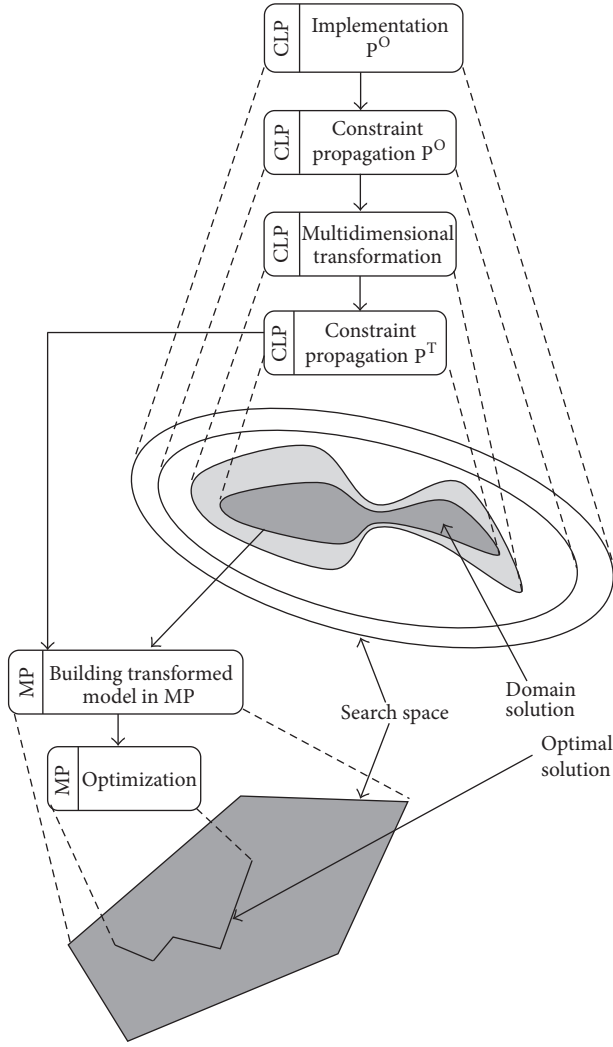 CLP
Implementation
P^O
CLP
Constraint
propagation P^O
CLP
Multidimensional
transformation
CLP
Constraint
propagation P^T
MP
Building transformed
model in MP
Search space
Domain
solution
MP
Optimization
Optimal
solution